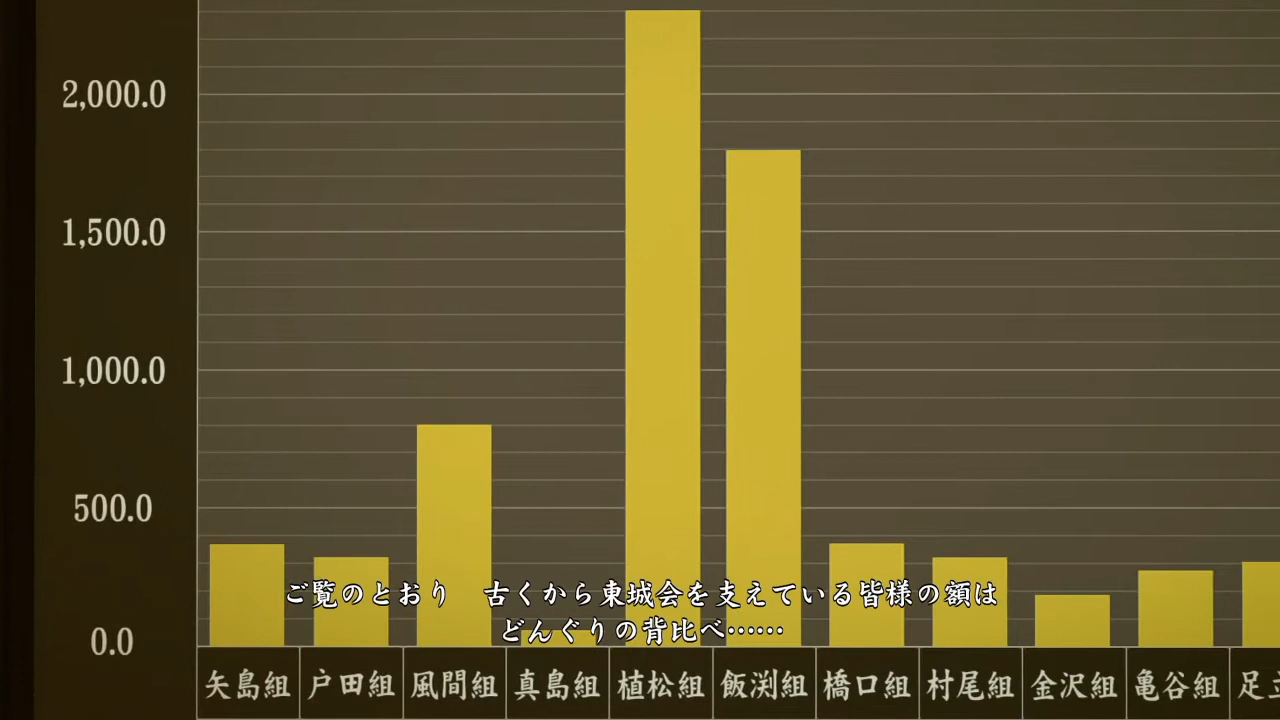 2,000.0
1,500.0
1,000.0
500.0
0.0
ご覧のとおり　古くから東城会を支えている皆様の額は
どんぐりの背比べ……
矢島組 戸田組 風間組 真島組 植松組 飯渕組 橋口組 村尾組 金沢組 亀谷組 足